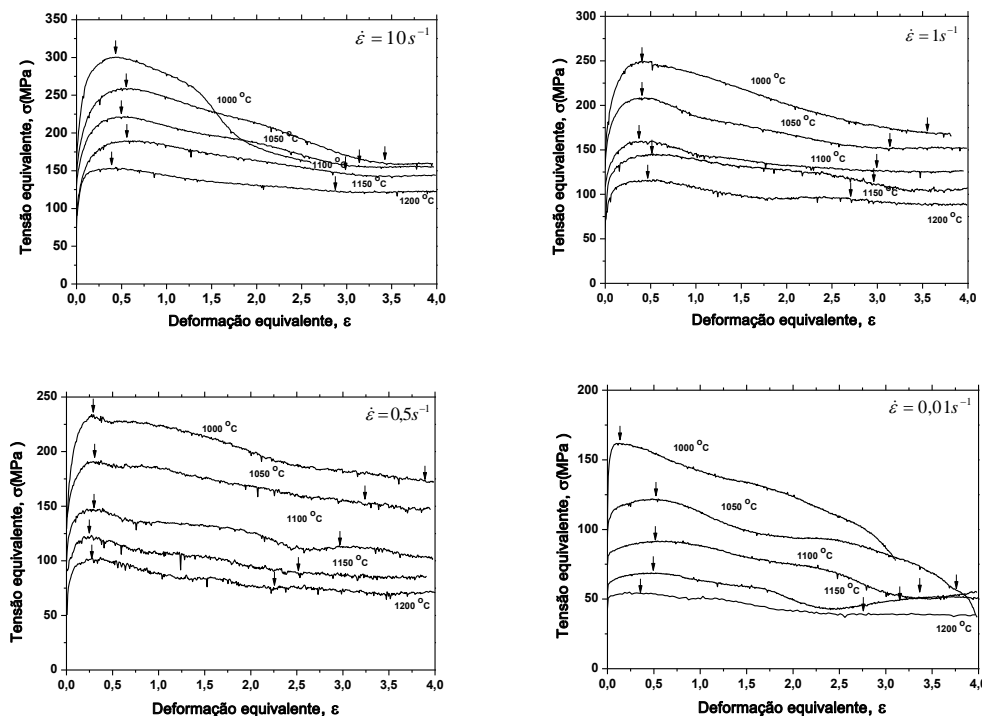 ε̇ = 10s⁻¹
Tensão equivalente, σ(MPa )
350
300
250
200
150
100
50
0
1000 °C
1050 °C
1100 °C
1150 °C
1200 °C
0,0 0,5 1,0 1,5 2,0 2,5 3,0 3,5 4,0
Deformação equivalente, ε
ε̇ = 1s⁻¹
Tensão equivalente, σ(MPa )
300
250
200
150
100
50
0
1000 °C
1050 °C
1100 °C
1150 °C
1200 °C
0,0 0,5 1,0 1,5 2,0 2,5 3,0 3,5 4,0
Deformação equivalente, ε
ε̇ = 0,5s⁻¹
Tensão equivalente, σ(MPa )
250
200
150
100
50
0
1000 °C
1050 °C
1100 °C
1150 °C
1200 °C
0,0 0,5 1,0 1,5 2,0 2,5 3,0 3,5 4,0
Deformação equivalente, ε
ε̇ = 0,01s⁻¹
Tensão equivalente, σ(MPa )
200
150
100
50
0
1000 °C
1050 °C
1100 °C
1150 °C
1200 °C
0,0 0,5 1,0 1,5 2,0 2,5 3,0 3,5 4,0
Deformação equivalente, ε